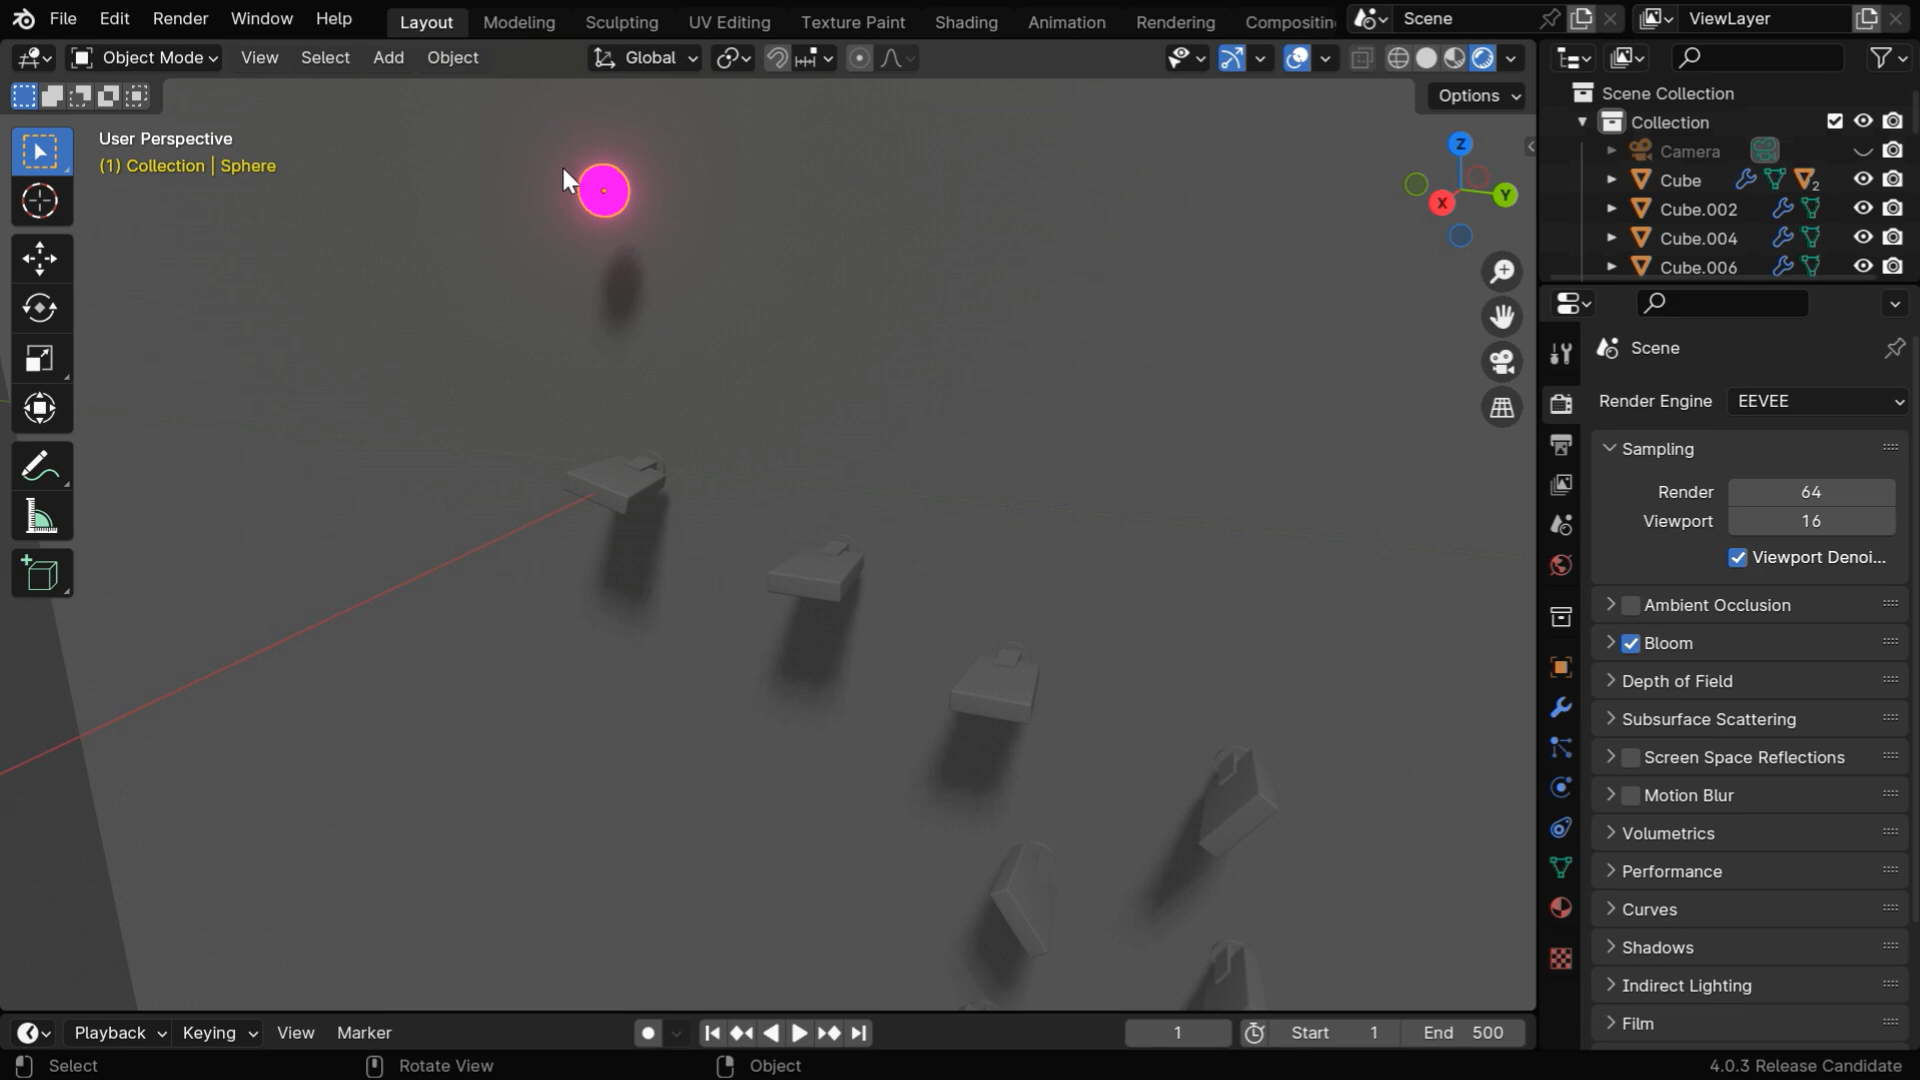 File Edit Render Window Help Layout Modeling Sculpting UV Editing Texture Paint Shading Animation Rendering Compositin Scene ViewLayer
Object Mode View Select Add Object Global
Options
User Perspective
(1) Collection | Sphere
Z
X
Y
Scene Collection
Collection
Camera
Cube 2
Cube.002
Cube.004
Cube.006
Scene
Render Engine EEVEE
Sampling
Render 64
Viewport 16
Viewport Denoi...
Ambient Occlusion
Bloom
Depth of Field
Subsurface Scattering
Screen Space Reflections
Motion Blur
Volumetrics
Performance
Curves
Shadows
Indirect Lighting
Film
Playback Keying View Marker 1 Start 1 End 500
Select Rotate View Object 4.0.3 Release Candidate